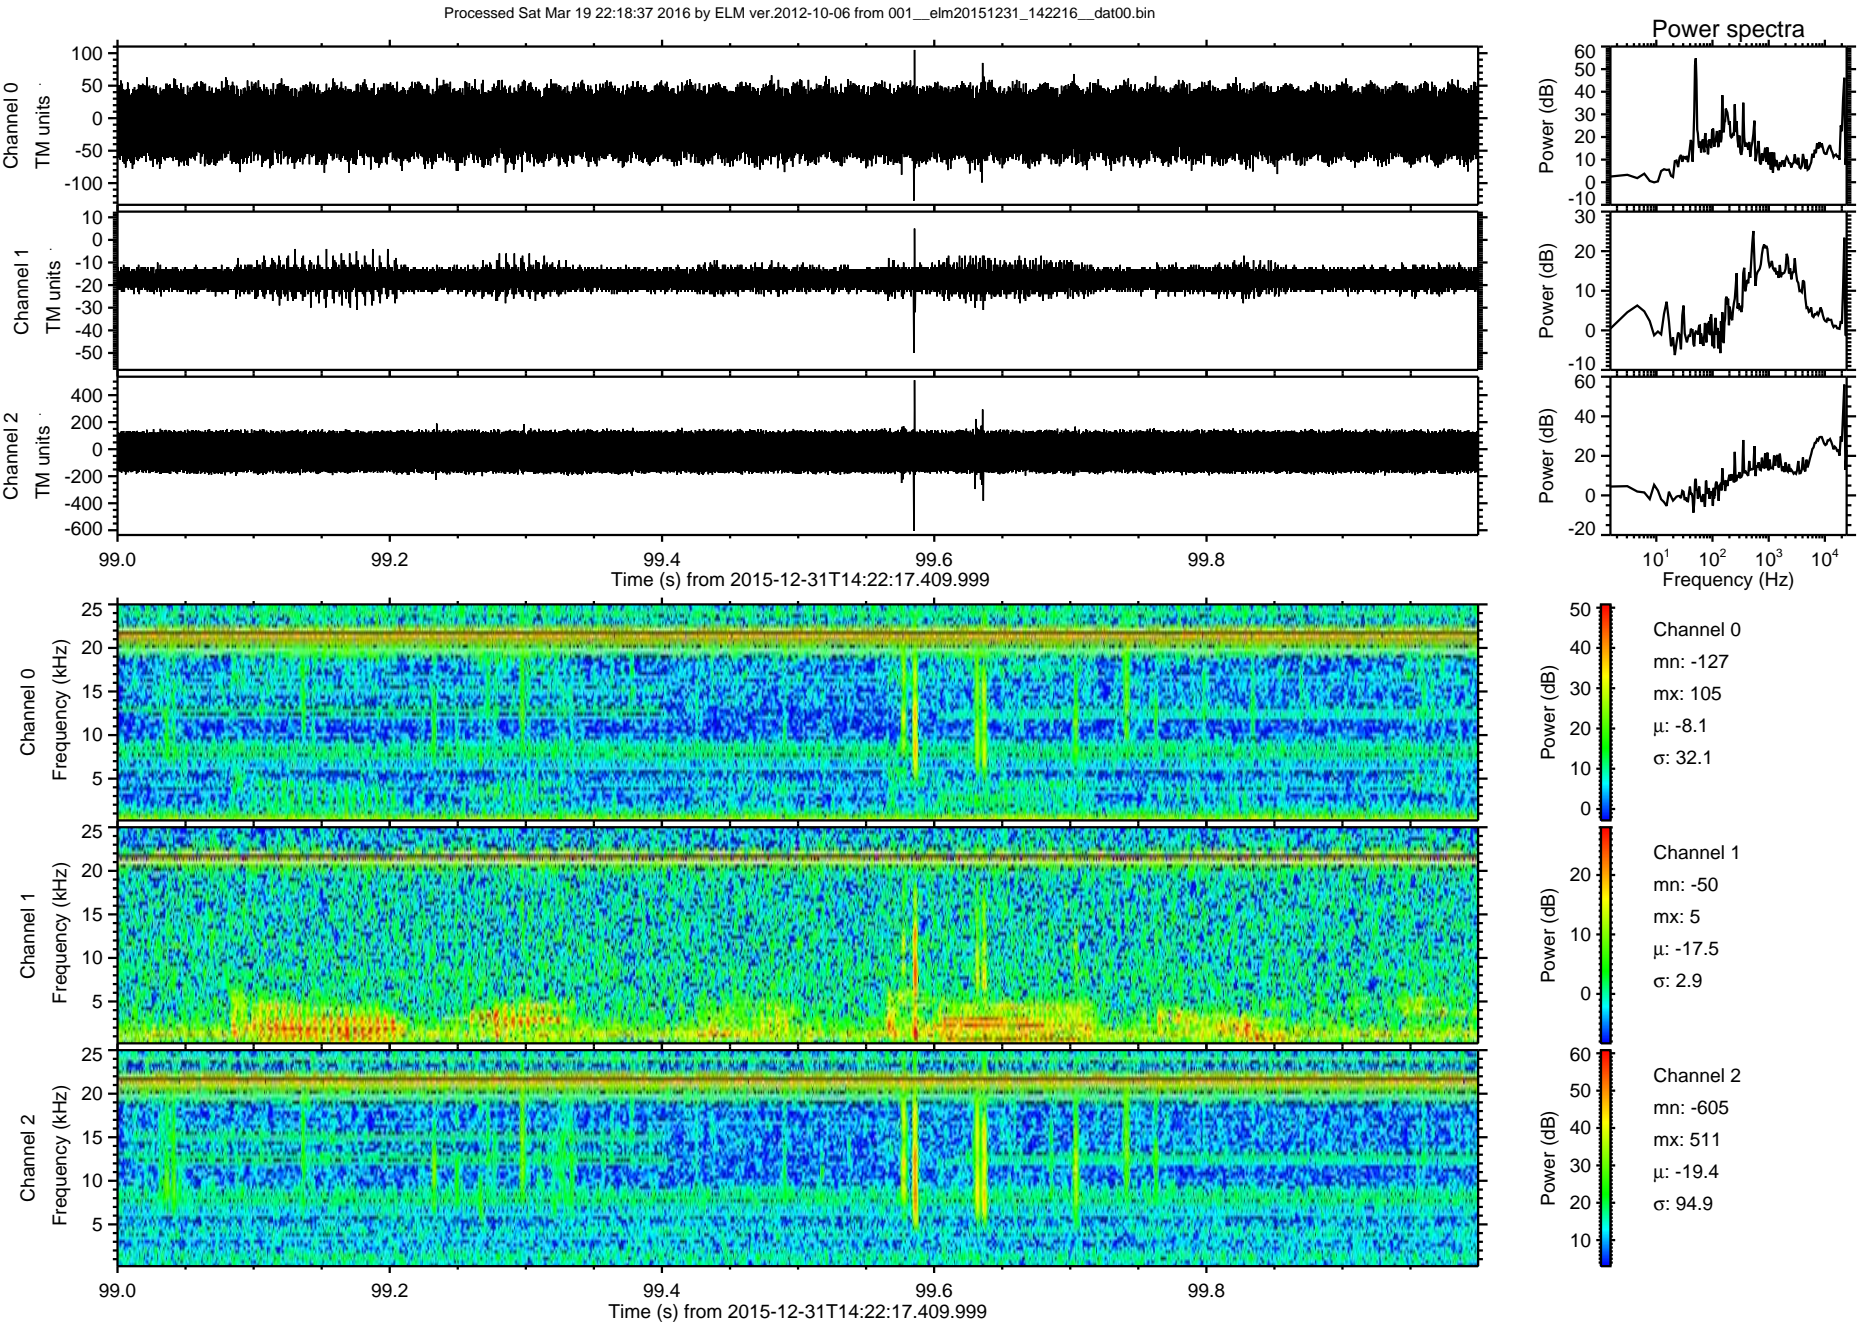 Processed Sat Mar 19 22:18:37 2016 by ELM ver.2012-10-06 from 001__elm20151231_142216__dat00.bin
Power spectra
Channel 0
TM units
100
50
0
-50
-100
Power (dB)
60
50
40
30
20
10
0
-10
Channel 1
TM units
10
0
-10
-20
-30
-40
-50
Power (dB)
30
20
10
0
-10
Channel 2
TM units
400
200
0
-200
-400
-600
Power (dB)
60
40
20
0
-20
99.0 99.2 99.4 99.6 99.8
Time (s) from 2015-12-31T14:22:17.409.999
10^1 10^2 10^3 10^4
Frequency (Hz)
Channel 0
Frequency (kHz)
25
20
15
10
5
Power (dB)
50
40
30
20
10
0
Channel 0
mn: -127
mx: 105
µ: -8.1
σ: 32.1
Channel 1
Frequency (kHz)
25
20
15
10
5
Power (dB)
20
10
0
Channel 1
mn: -50
mx: 5
µ: -17.5
σ: 2.9
Channel 2
Frequency (kHz)
25
20
15
10
5
Power (dB)
60
50
40
30
20
10
Channel 2
mn: -605
mx: 511
µ: -19.4
σ: 94.9
99.0 99.2 99.4 99.6 99.8
Time (s) from 2015-12-31T14:22:17.409.999